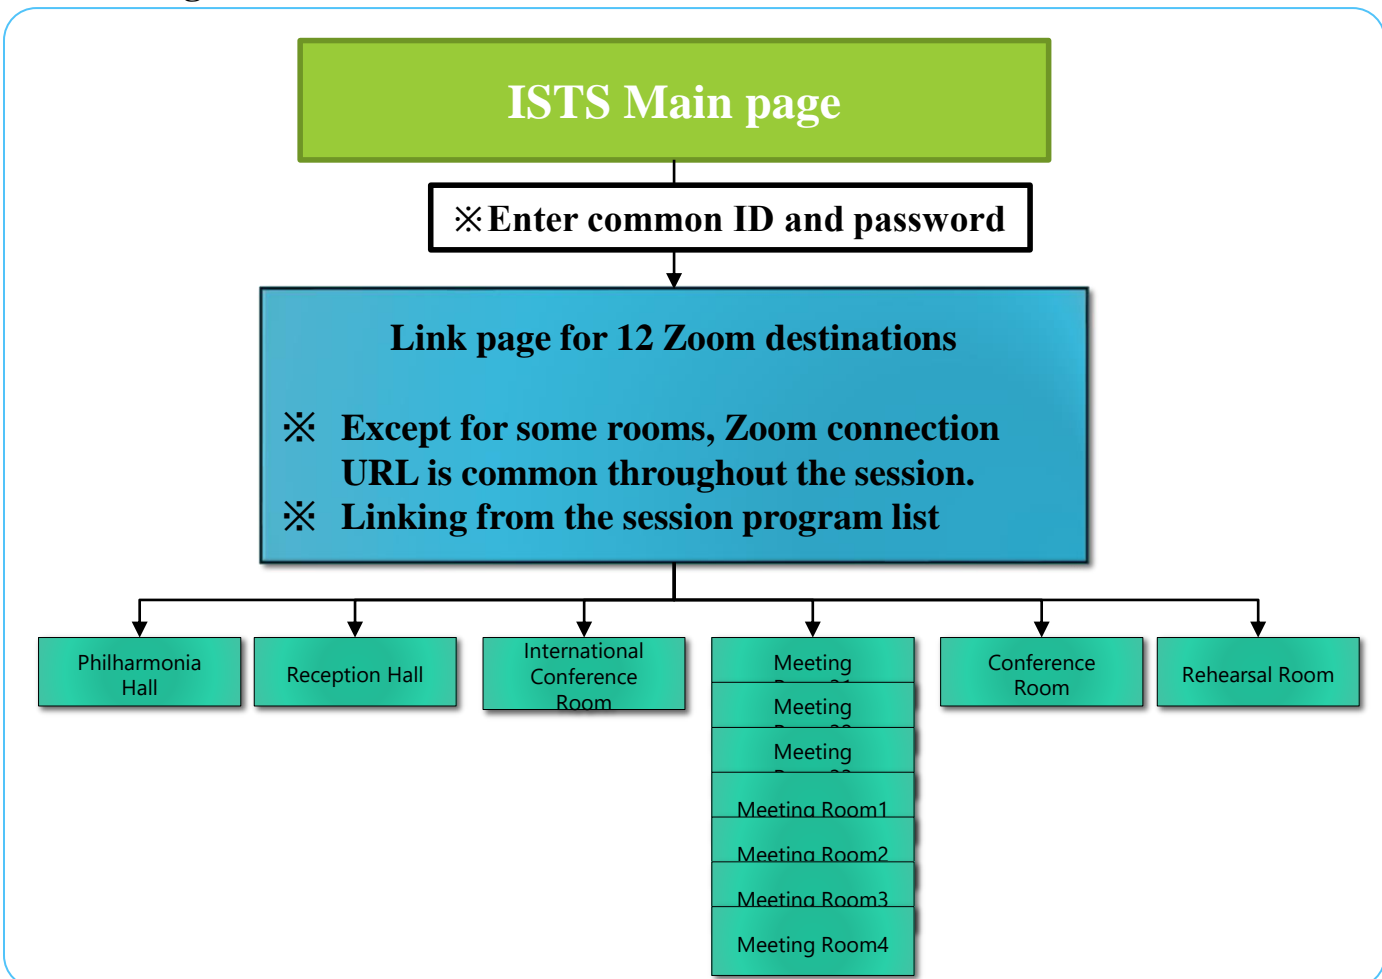 ISTS Main page
※Enter common ID and password
Link page for 12 Zoom destinations
※ Except for some rooms, Zoom connection
URL is common throughout the session.
※ Linking from the session program list
Philharmonia
Hall
Reception Hall
International
Conference
Room
Meeting
Meeting
Meeting
Meeting Room1
Meeting Room2
Meeting Room3
Meeting Room4
Conference
Room
Rehearsal Room